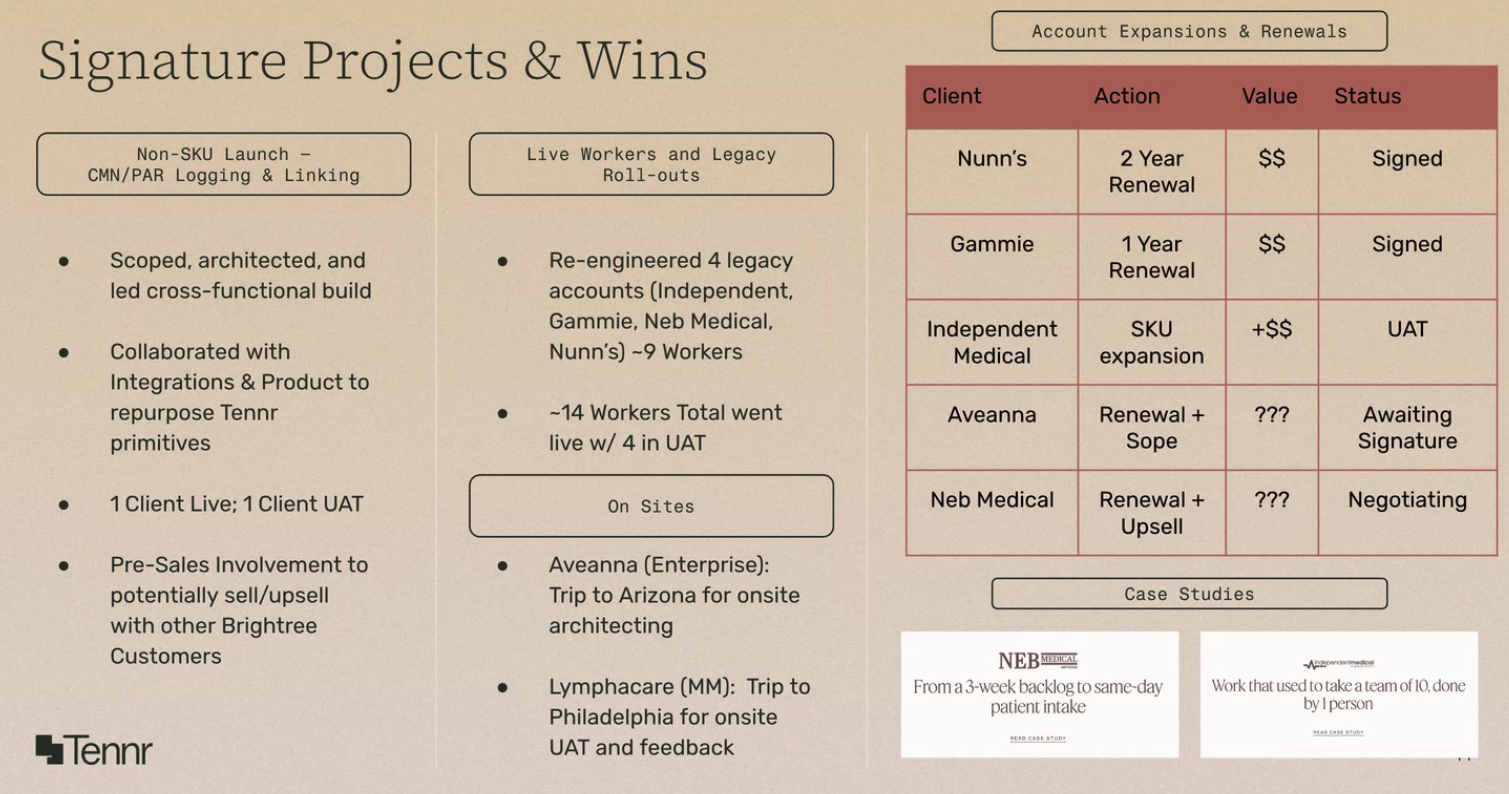 Signature Projects & Wins
Non-SKU Launch –
CMN/PAR Logging & Linking
● Scoped, architected, and
led cross-functional build
● Collaborated with
Integrations & Product to
repurpose Tennr
primitives
● 1 Client Live; 1 Client UAT
● Pre-Sales Involvement to
potentially sell/upsell
with other Brightree
Customers
Tennr
Live Workers and Legacy
Roll-outs
● Re-engineered 4 legacy
accounts (Independent,
Gammie, Neb Medical,
Nunn’s) ~9 Workers
● ~14 Workers Total went
live w/ 4 in UAT
On Sites
● Aveanna (Enterprise):
Trip to Arizona for onsite
architecting
● Lymphacare (MM): Trip to
Philadelphia for onsite
UAT and feedback
Account Expansions & Renewals
Client Action Value Status
Nunn’s 2 Year Renewal $$ Signed
Gammie 1 Year Renewal $$ Signed
Independent Medical SKU expansion +$$ UAT
Aveanna Renewal + Sope ??? Awaiting Signature
Neb Medical Renewal + Upsell ??? Negotiating
Case Studies
NEB MEDICAL
From a 3-week backlog to same-day
patient intake
READ CASE STUDY
independentmedical
Work that used to take a team of 10, done
by 1 person
READ CASE STUDY